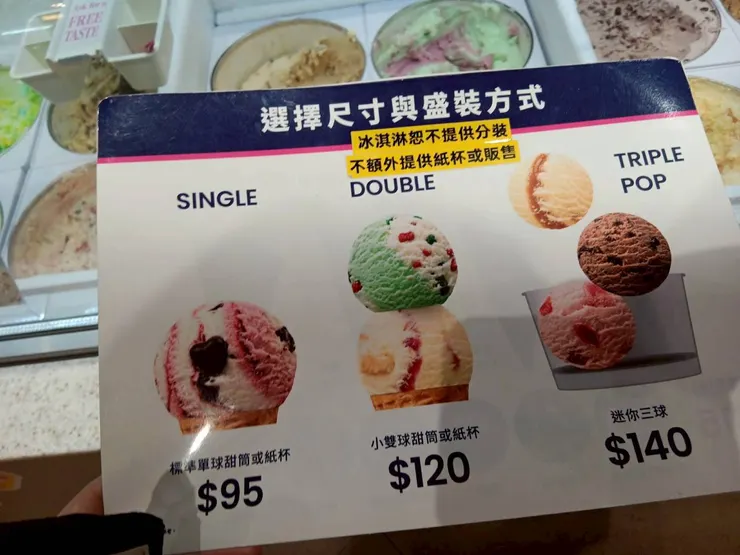 Ask for a
FREE
TASTE
選擇尺寸與盛裝方式
冰淇淋恕不提供分裝
不額外提供紙杯或販售
SINGLE
標準單球甜筒或紙杯
$95
DOUBLE
小雙球甜筒或紙杯
$120
TRIPLE
POP
迷你三球
$140